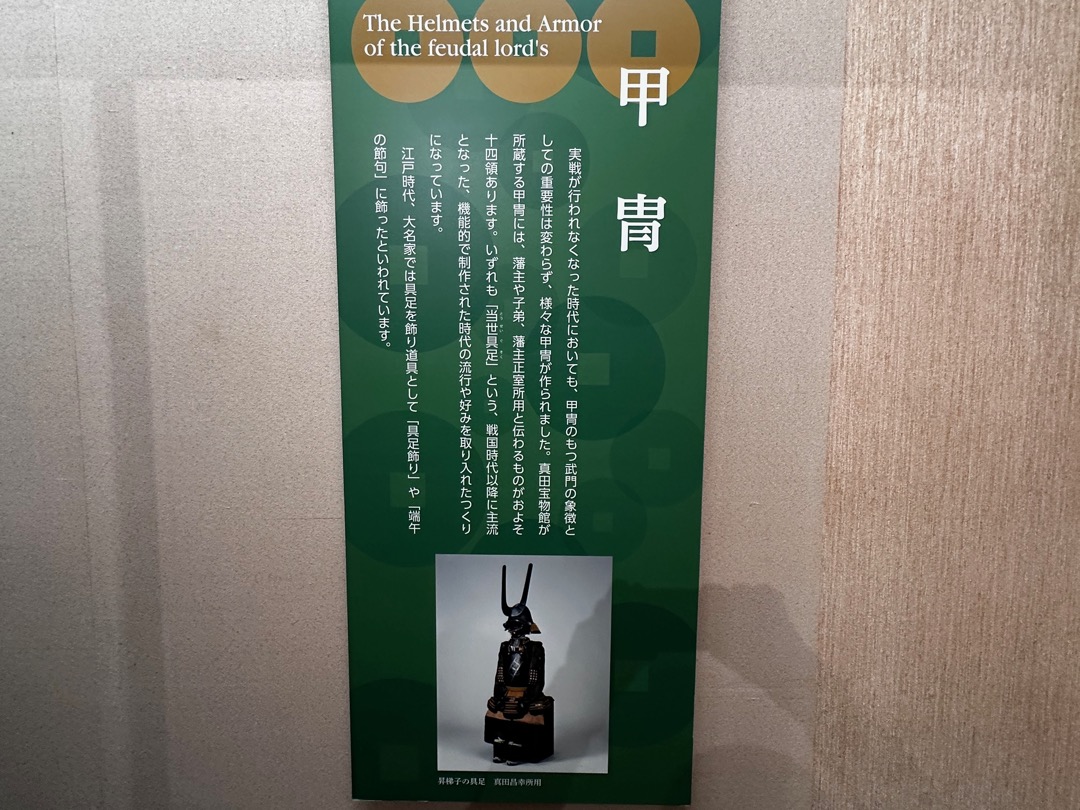 The Helmets and Armor
of the feudal lord's
甲冑
実戦が行われなくなった時代においても、甲冑のもつ武門の象徴と
しての重要性は変わらず、様々な甲冑が作られました。真田宝物館が
所蔵する甲冑には、藩主や子弟、藩主正室所用と伝わるものがおよそ
十四領あります。いずれも「当世具足」という、戦国時代以降に主流
となった、機能的で制作された時代の流行や好みを取り入れたつくり
になっています。
江戸時代、大名家では具足を飾り道具として「具足飾り」や「端午
の節句」に飾ったといわれています。
昇梯子の具足 真田昌幸所用